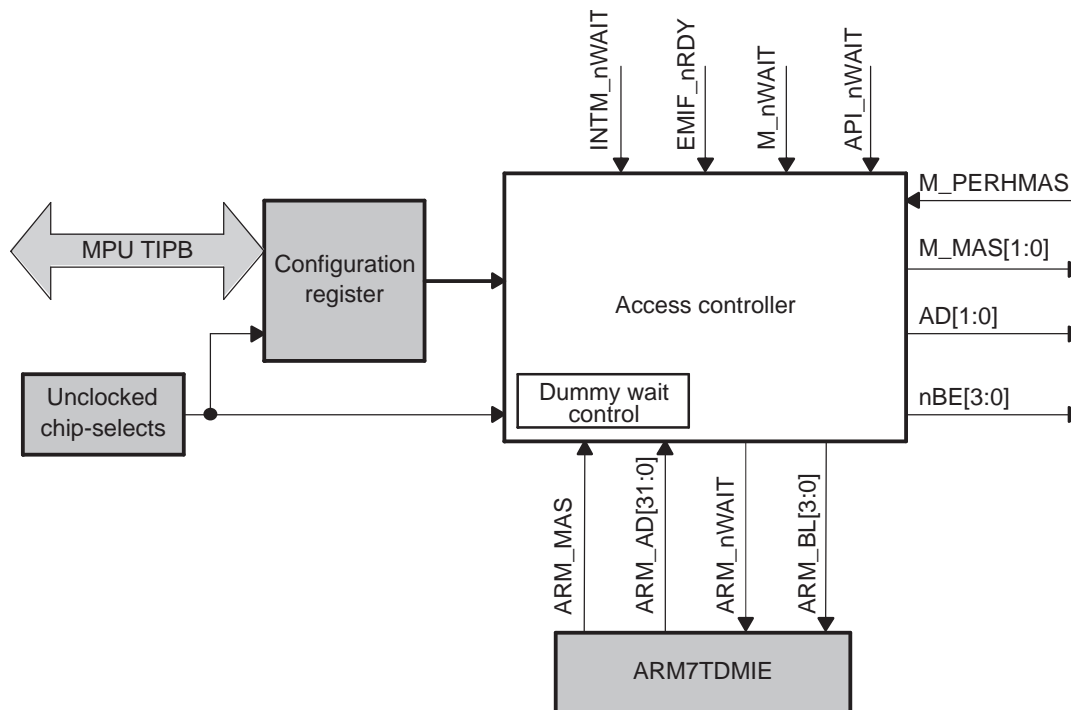 INTM_nWAIT
EMIF_nRDY
M_nWAIT
API_nWAIT
M_PERHMAS
M_MAS[1:0]
AD[1:0]
nBE[3:0]
MPU TIPB
Configuration
register
Access controller
Unclocked
chip-selects
Dummy wait
control
ARM_MAS
ARM_AD[31:0]
ARM_nWAIT
ARM_BL[3:0]
ARM7TDMIE